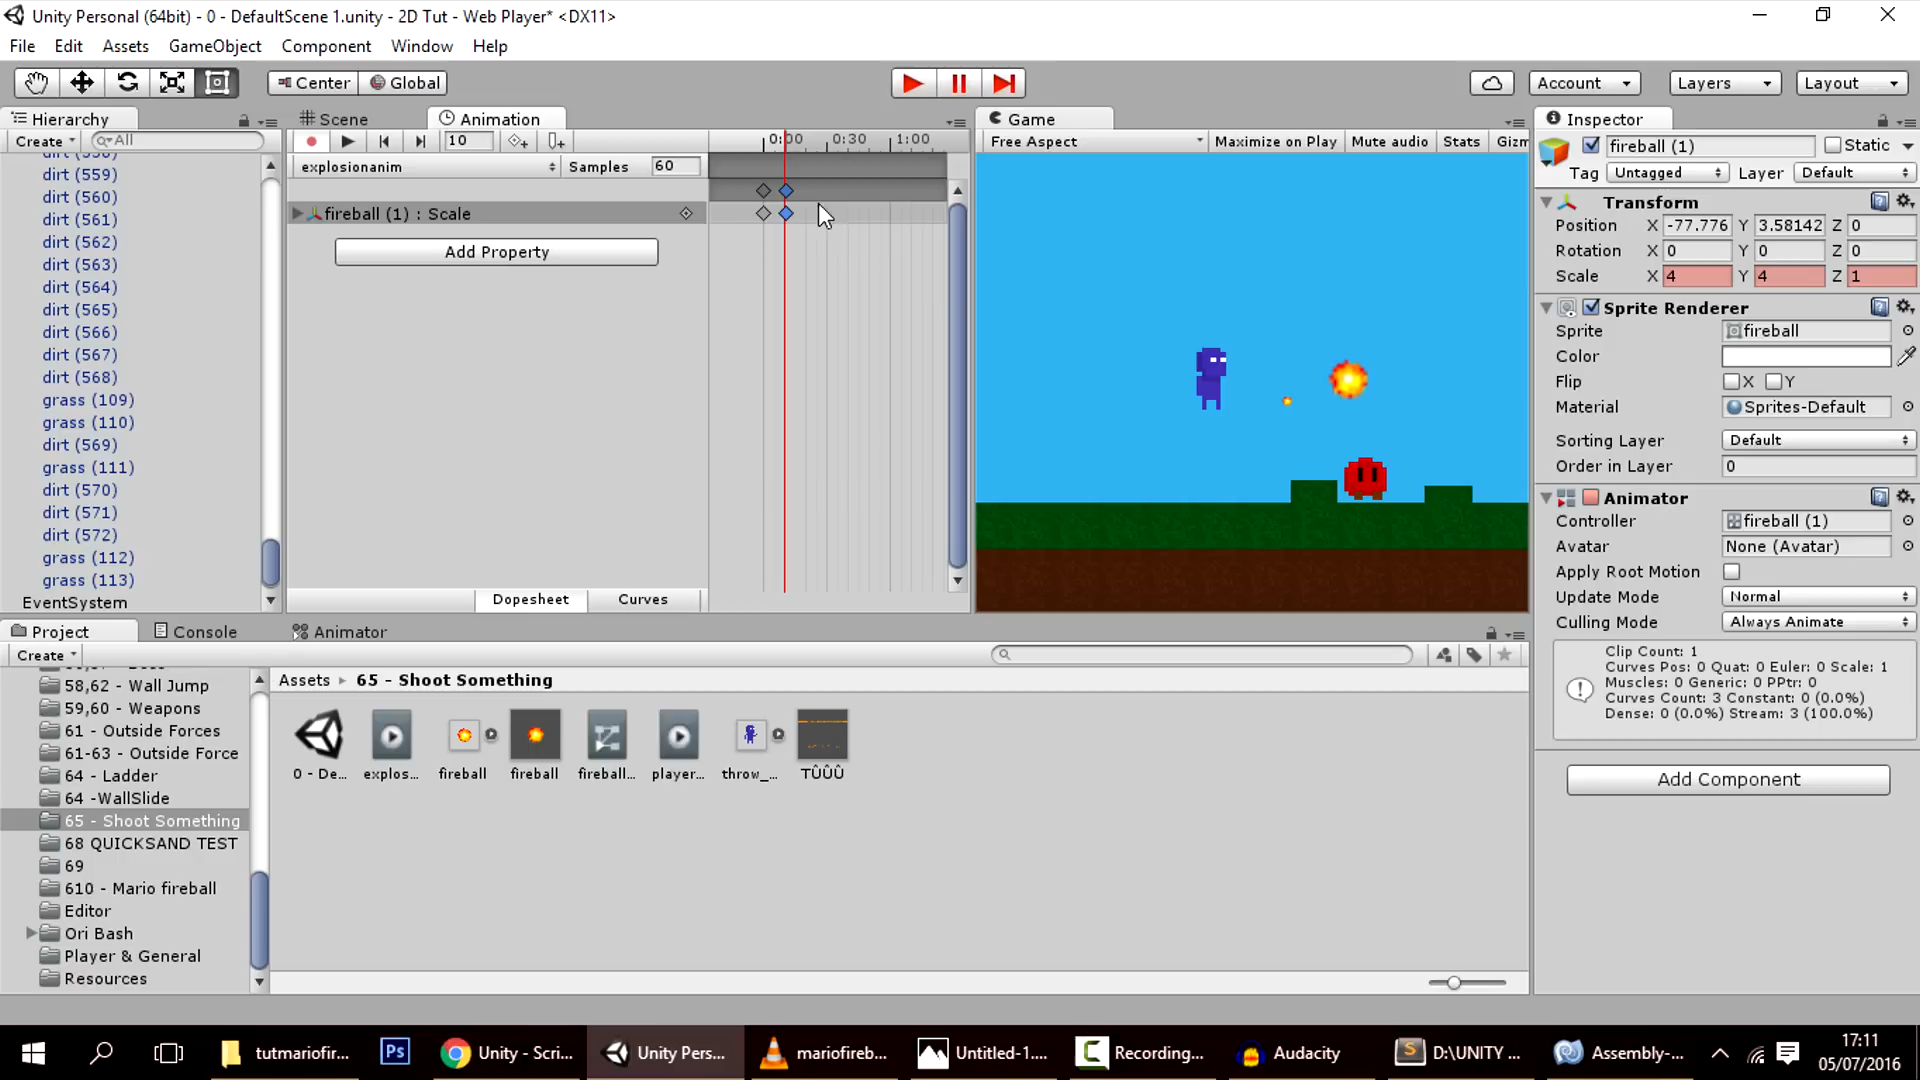 Unity Personal (64bit) - 0 - DefaultScene 1.unity - 2D Tut - Web Player* <DX11>
File Edit Assets GameObject Component Window Help
Center Global Account Layers Layout
Hierarchy
Create All
dirt (559)
dirt (560)
dirt (561)
dirt (562)
dirt (563)
dirt (564)
dirt (565)
dirt (566)
dirt (567)
dirt (568)
grass (109)
grass (110)
dirt (569)
grass (111)
dirt (570)
dirt (571)
dirt (572)
grass (112)
grass (113)
EventSystem
Scene Animation
10 0:00 0:30 1:00
explosionanim Samples 60
fireball (1) : Scale
Add Property
Dopesheet Curves
Game
Free Aspect Maximize on Play Mute audio Stats Gizm
Inspector
fireball (1) Static
Tag Untagged Layer Default
Transform
Position X -77.776 Y 3.58142 Z 0
Rotation X 0 Y 0 Z 0
Scale X 4 Y 4 Z 1
Sprite Renderer
Sprite fireball
Color
Flip X Y
Material Sprites-Default
Sorting Layer Default
Order in Layer 0
Animator
Controller fireball (1)
Avatar None (Avatar)
Apply Root Motion
Update Mode Normal
Culling Mode Always Animate
Clip Count: 1
Curves Pos: 0 Quat: 0 Euler: 0 Scale: 1
Muscles: 0 Generic: 0 PPtr: 0
Curves Count: 3 Constant: 0 (0.0%)
Dense: 0 (0.0%) Stream: 3 (100.0%)
Add Component
Project Console Animator
Create
58,62 - Wall Jump
59,60 - Weapons
61 - Outside Forces
61-63 - Outside Force
64 - Ladder
64 -WallSlide
65 - Shoot Something
68 QUICKSAND TEST
69
610 - Mario fireball
Editor
Ori Bash
Player & General
Resources
Assets 65 - Shoot Something
0 - De... explos... fireball fireball fireball... player... throw_... TÛÛÛ
tutmariofir... Ps Unity - Scri... Unity Pers... mariofireb... Untitled-1.... Recording... Audacity D:\UNITY ... Assembly-...
17:11
05/07/2016